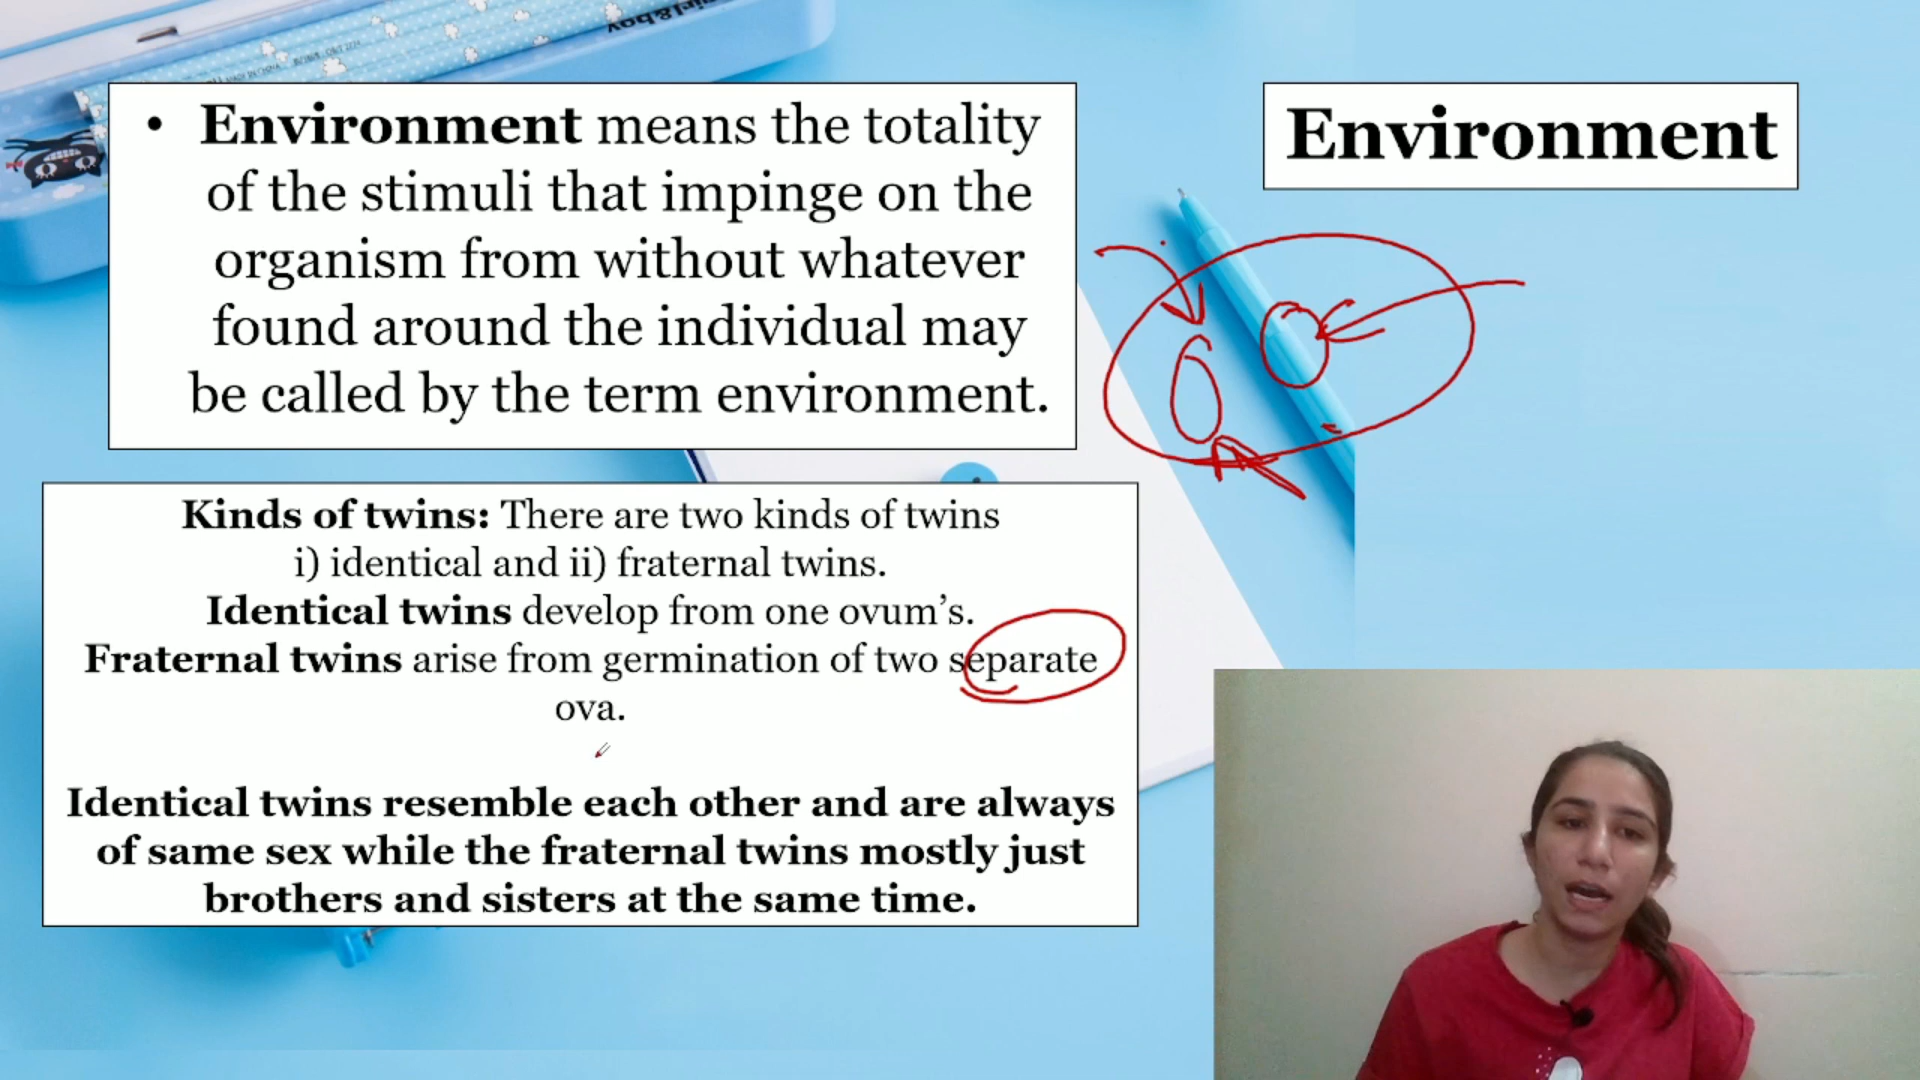 • Environment means the totality
of the stimuli that impinge on the
organism from without whatever
found around the individual may
be called by the term environment.
Environment
Kinds of twins: There are two kinds of twins
i) identical and ii) fraternal twins.
Identical twins develop from one ovum’s.
Fraternal twins arise from germination of two separate
ova.
Identical twins resemble each other and are always
of same sex while the fraternal twins mostly just
brothers and sisters at the same time.